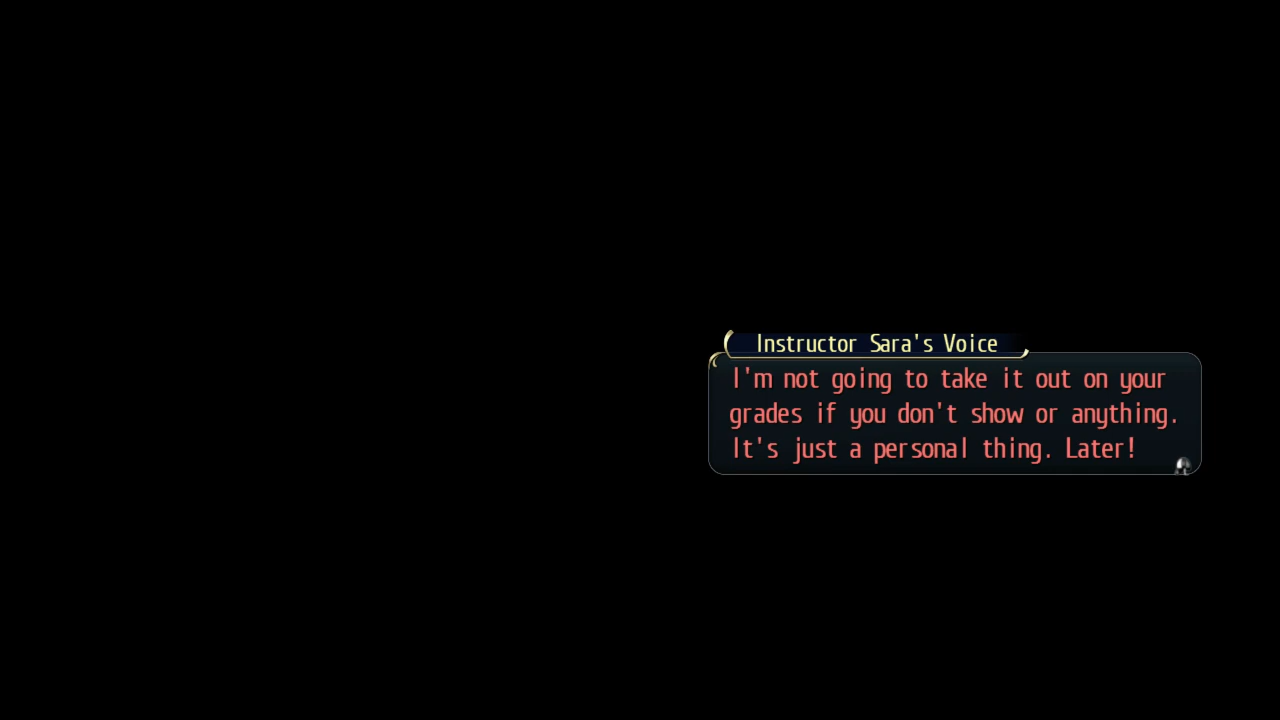 Instructor Sara's Voice
I'm not going to take it out on your
grades if you don't show or anything.
It's just a personal thing. Later!